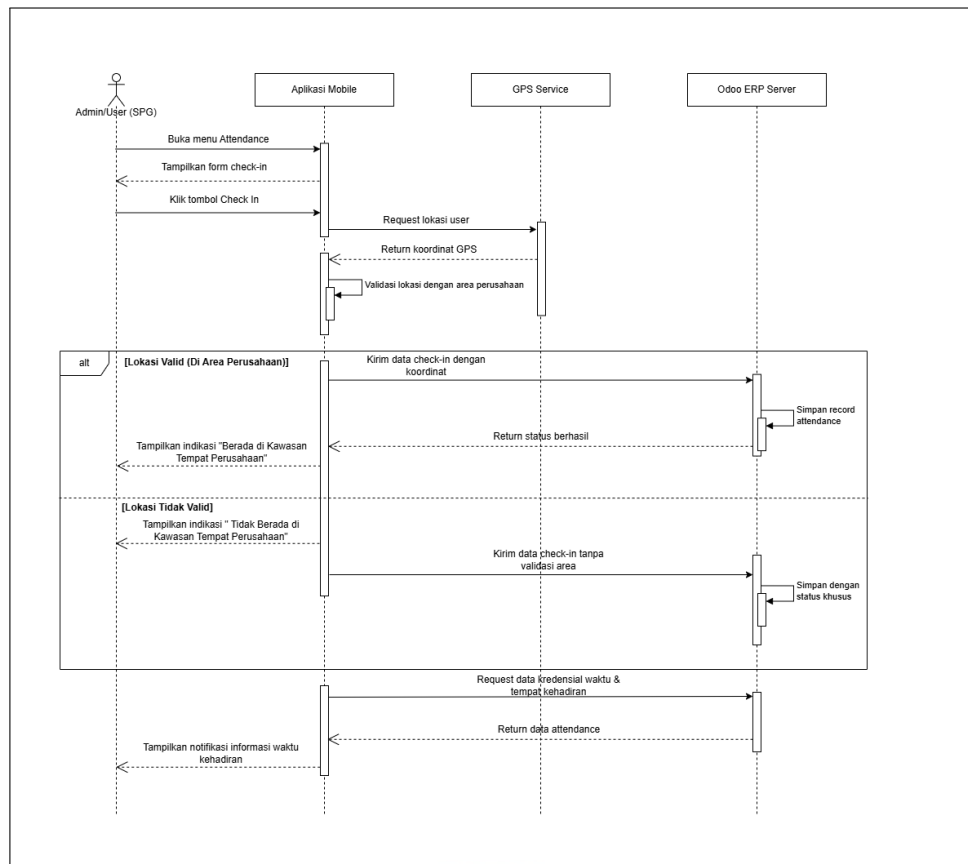 Admin/User (SPG)
Aplikasi Mobile
GPS Service
Odoo ERP Server
Buka menu Attendance
Tampilkan form check-in
Klik tombol Check In
Request lokasi user
Return koordinat GPS
Validasi lokasi dengan area perusahaan
alt
[Lokasi Valid (Di Area Perusahaan)]
Kirim data check-in dengan
koordinat
Simpan record
attendance
Return status berhasil
Tampilkan indikasi "Berada di Kawasan
Tempat Perusahaan"
[Lokasi Tidak Valid]
Tampilkan indikasi " Tidak Berada di
Kawasan Tempat Perusahaan"
Kirim data check-in tanpa
validasi area
Simpan dengan
status khusus
Request data kredensial waktu &
tempat kehadiran
Return data attendance
Tampilkan notifikasi informasi waktu
kehadiran